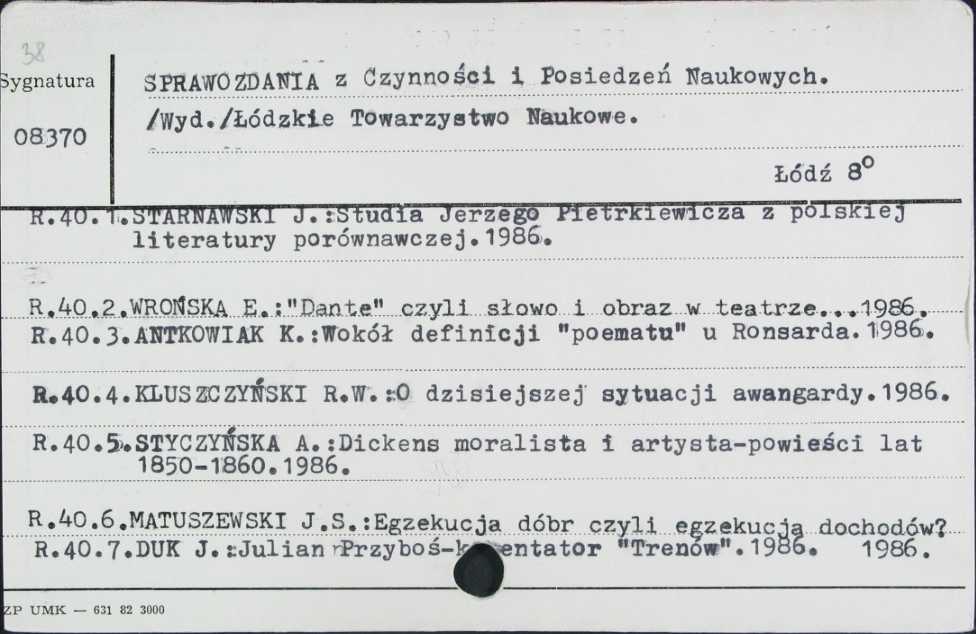 38
Sygnatura
08370
SPRAWOZDANIA z Czynności i Posiedzeń Naukowych.
/Wyd./Łódzkie Towarzystwo Naukowe.
Łódź 8°
R.40.1.STARNAWSKI J.:Studia Jerzego Pietrkiewicza z polskiej
literatury porównawczej.1986.
R.40.2.WROŃSKA E.:"Dante" czyli słowo i obraz w teatrze...1986.
R.40.3.ANTKOWIAK K.:Wokół definicji "poematu" u Ronsarda.1986.
R.40.4.KLUSZCZYŃSKI R.W.:O dzisiejszej sytuacji awangardy.1986.
R.40.5.STYCZYŃSKA A.:Dickens moralista i artysta-powieści lat
1850-1860.1986.
R.40.6.MATUSZEWSKI J.S.:Egzekucja dóbr czyli egzekucja dochodów?
1986.
R.40.7.DUK J.:Julian Przyboś-k entator "Trenów".1986.
ZP UMK — 631 82 3000